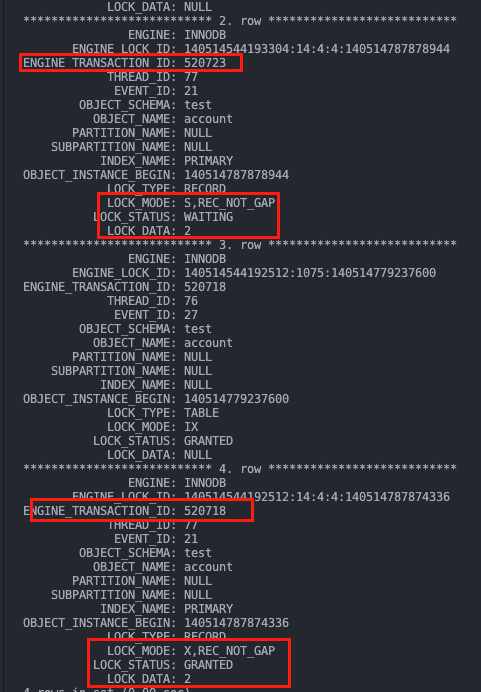 LOCK_DATA: NULL
*************************** 2. row ***************************
ENGINE: INNODB
ENGINE_LOCK_ID: 140514544193304:14:4:4:140514787878944
ENGINE_TRANSACTION_ID: 520723
THREAD_ID: 77
EVENT_ID: 21
OBJECT_SCHEMA: test
OBJECT_NAME: account
PARTITION_NAME: NULL
SUBPARTITION_NAME: NULL
INDEX_NAME: PRIMARY
OBJECT_INSTANCE_BEGIN: 140514787878944
LOCK_TYPE: RECORD
LOCK_MODE: S,REC_NOT_GAP
LOCK_STATUS: WAITING
LOCK_DATA: 2
*************************** 3. row ***************************
ENGINE: INNODB
ENGINE_LOCK_ID: 140514544192512:1075:140514779237600
ENGINE_TRANSACTION_ID: 520718
THREAD_ID: 76
EVENT_ID: 27
OBJECT_SCHEMA: test
OBJECT_NAME: account
PARTITION_NAME: NULL
SUBPARTITION_NAME: NULL
INDEX_NAME: NULL
OBJECT_INSTANCE_BEGIN: 140514779237600
LOCK_TYPE: TABLE
LOCK_MODE: IX
LOCK_STATUS: GRANTED
LOCK_DATA: NULL
*************************** 4. row ***************************
ENGINE: INNODB
ENGINE_LOCK_ID: 140514544192512:14:4:4:140514787874336
ENGINE_TRANSACTION_ID: 520718
THREAD_ID: 77
EVENT_ID: 21
OBJECT_SCHEMA: test
OBJECT_NAME: account
PARTITION_NAME: NULL
SUBPARTITION_NAME: NULL
INDEX_NAME: PRIMARY
OBJECT_INSTANCE_BEGIN: 140514787874336
LOCK_TYPE: RECORD
LOCK_MODE: X,REC_NOT_GAP
LOCK_STATUS: GRANTED
LOCK_DATA: 2
4 rows in set (0.00 sec)